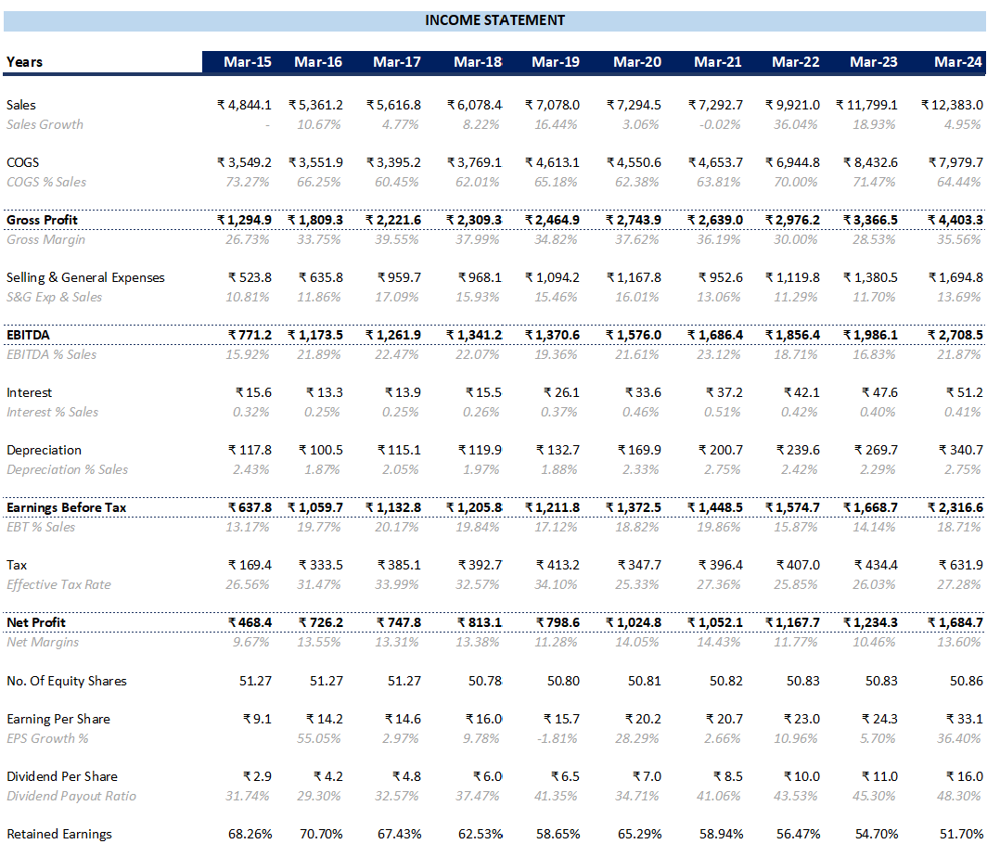 INCOME STATEMENT
Years Mar-15 Mar-16 Mar-17 Mar-18 Mar-19 Mar-20 Mar-21 Mar-22 Mar-23 Mar-24
Sales ₹ 4,844.1 ₹ 5,361.2 ₹ 5,616.8 ₹ 6,078.4 ₹ 7,078.0 ₹ 7,294.5 ₹ 7,292.7 ₹ 9,921.0 ₹ 11,799.1 ₹ 12,383.0
Sales Growth - 10.67% 4.77% 8.22% 16.44% 3.06% -0.02% 36.04% 18.93% 4.95%
COGS ₹ 3,549.2 ₹ 3,551.9 ₹ 3,395.2 ₹ 3,769.1 ₹ 4,613.1 ₹ 4,550.6 ₹ 4,653.7 ₹ 6,944.8 ₹ 8,432.6 ₹ 7,979.7
COGS % Sales 73.27% 66.25% 60.45% 62.01% 65.18% 62.38% 63.81% 70.00% 71.47% 64.44%
Gross Profit ₹ 1,294.9 ₹ 1,809.3 ₹ 2,221.6 ₹ 2,309.3 ₹ 2,464.9 ₹ 2,743.9 ₹ 2,639.0 ₹ 2,976.2 ₹ 3,366.5 ₹ 4,403.3
Gross Margin 26.73% 33.75% 39.55% 37.99% 34.82% 37.62% 36.19% 30.00% 28.53% 35.56%
Selling & General Expenses ₹ 523.8 ₹ 635.8 ₹ 959.7 ₹ 968.1 ₹ 1,094.2 ₹ 1,167.8 ₹ 952.6 ₹ 1,119.8 ₹ 1,380.5 ₹ 1,694.8
S&G Exp & Sales 10.81% 11.86% 17.09% 15.93% 15.46% 16.01% 13.06% 11.29% 11.70% 13.69%
EBITDA ₹ 771.2 ₹ 1,173.5 ₹ 1,261.9 ₹ 1,341.2 ₹ 1,370.6 ₹ 1,576.0 ₹ 1,686.4 ₹ 1,856.4 ₹ 1,986.1 ₹ 2,708.5
EBITDA % Sales 15.92% 21.89% 22.47% 22.07% 19.36% 21.61% 23.12% 18.71% 16.83% 21.87%
Interest ₹ 15.6 ₹ 13.3 ₹ 13.9 ₹ 15.5 ₹ 26.1 ₹ 33.6 ₹ 37.2 ₹ 42.1 ₹ 47.6 ₹ 51.2
Interest % Sales 0.32% 0.25% 0.25% 0.26% 0.37% 0.46% 0.51% 0.42% 0.40% 0.41%
Depreciation ₹ 117.8 ₹ 100.5 ₹ 115.1 ₹ 119.9 ₹ 132.7 ₹ 169.9 ₹ 200.7 ₹ 239.6 ₹ 269.7 ₹ 340.7
Depreciation % Sales 2.43% 1.87% 2.05% 1.97% 1.88% 2.33% 2.75% 2.42% 2.29% 2.75%
Earnings Before Tax ₹ 637.8 ₹ 1,059.7 ₹ 1,132.8 ₹ 1,205.8 ₹ 1,211.8 ₹ 1,372.5 ₹ 1,448.5 ₹ 1,574.7 ₹ 1,668.7 ₹ 2,316.6
EBT % Sales 13.17% 19.77% 20.17% 19.84% 17.12% 18.82% 19.86% 15.87% 14.14% 18.71%
Tax ₹ 169.4 ₹ 333.5 ₹ 385.1 ₹ 392.7 ₹ 413.2 ₹ 347.7 ₹ 396.4 ₹ 407.0 ₹ 434.4 ₹ 631.9
Effective Tax Rate 26.56% 31.47% 33.99% 32.57% 34.10% 25.33% 27.36% 25.85% 26.03% 27.28%
Net Profit ₹ 468.4 ₹ 726.2 ₹ 747.8 ₹ 813.1 ₹ 798.6 ₹ 1,024.8 ₹ 1,052.1 ₹ 1,167.7 ₹ 1,234.3 ₹ 1,684.7
Net Margins 9.67% 13.55% 13.31% 13.38% 11.28% 14.05% 14.43% 11.77% 10.46% 13.60%
No. Of Equity Shares 51.27 51.27 51.27 50.78 50.80 50.81 50.82 50.83 50.83 50.86
Earning Per Share ₹ 9.1 ₹ 14.2 ₹ 14.6 ₹ 16.0 ₹ 15.7 ₹ 20.2 ₹ 20.7 ₹ 23.0 ₹ 24.3 ₹ 33.1
EPS Growth % 55.05% 2.97% 9.78% -1.81% 28.29% 2.66% 10.96% 5.70% 36.40%
Dividend Per Share ₹ 2.9 ₹ 4.2 ₹ 4.8 ₹ 6.0 ₹ 6.5 ₹ 7.0 ₹ 8.5 ₹ 10.0 ₹ 11.0 ₹ 16.0
Dividend Payout Ratio 31.74% 29.30% 32.57% 37.47% 41.35% 34.71% 41.06% 43.53% 45.30% 48.30%
Retained Earnings 68.26% 70.70% 67.43% 62.53% 58.65% 65.29% 58.94% 56.47% 54.70% 51.70%